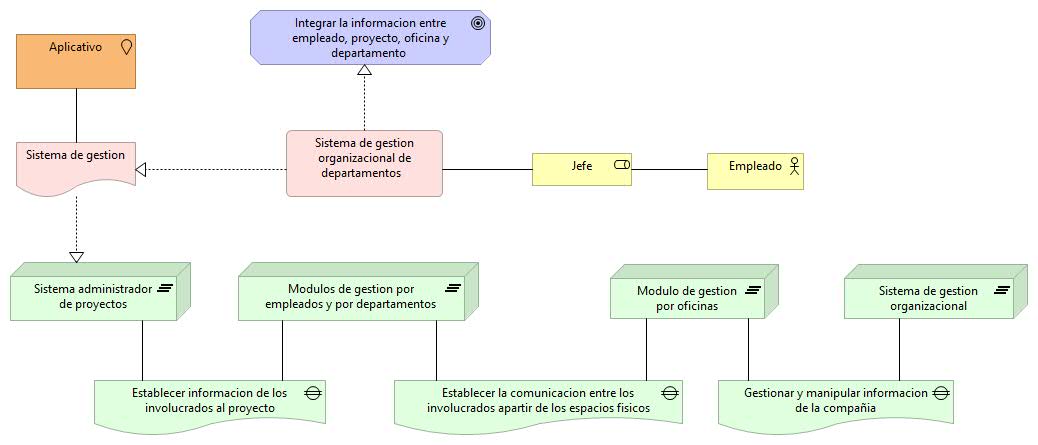 Integrar la informacion entre
empleado, proyecto, oficina y
departamento
Aplicativo
Sistema de gestion
Sistema de gestion
organizacional de
departamentos
Jefe
Empleado
Sistema administrador
de proyectos
Modulos de gestion por
empleados y por departamentos
Modulo de gestion
por oficinas
Sistema de gestion
organizacional
Establecer informacion de los
involucrados al proyecto
Establecer la comunicacion entre los
involucrados apartir de los espacios fisicos
Gestionar y manipular informacion
de la compañia